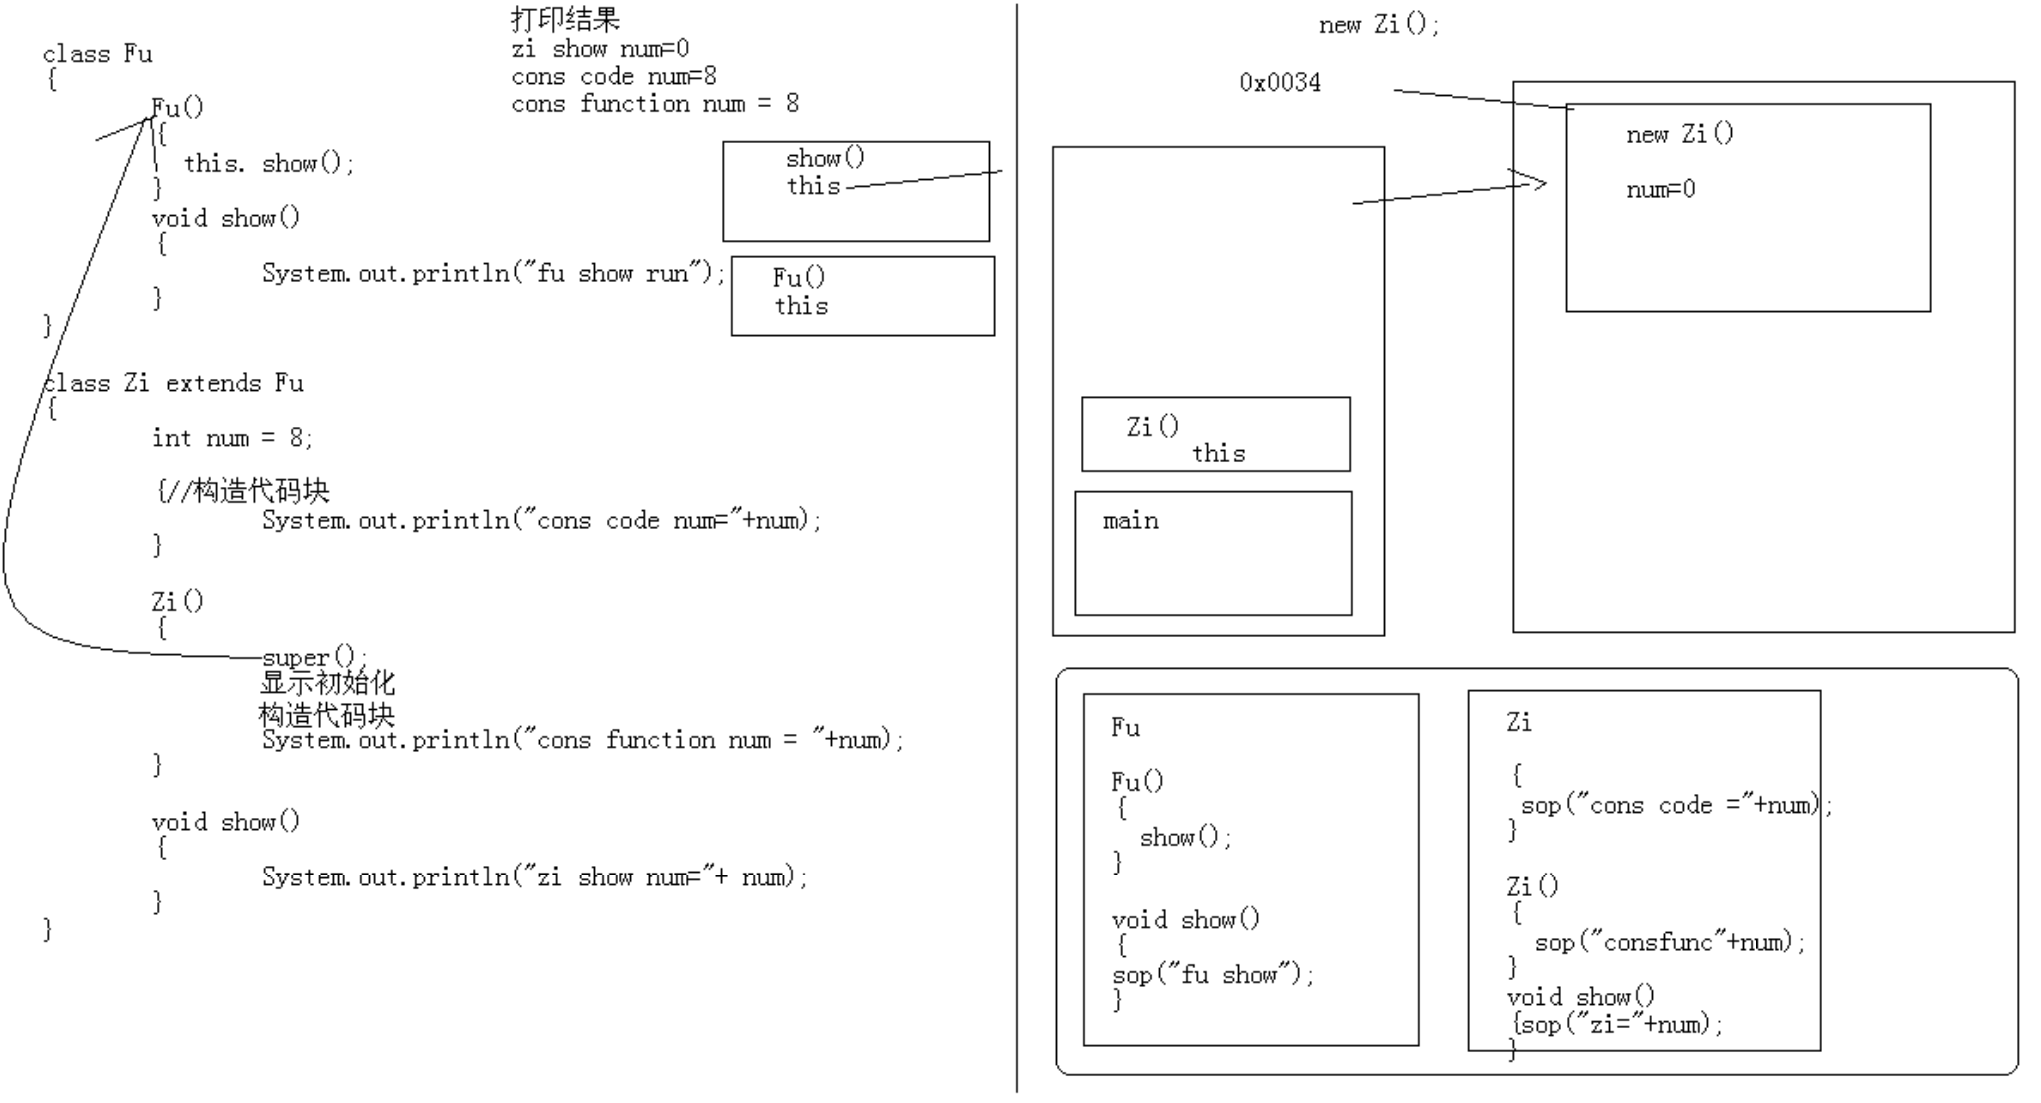 class Fu
{
Fu()
{
this. show();
}
void show()
{
System.out.println("fu show run");
}
}
class Zi extends Fu
{
int num = 8;
{//构造代码块
System.out.println("cons code num="+num);
}
Zi()
{
super();
显示初始化
构造代码块
System.out.println("cons function num = "+num);
}
void show()
{
System.out.println("zi show num="+ num);
}
}
打印结果
zi show num=0
cons code num=8
cons function num = 8
show()
this
Fu()
this
new Zi();
0x0034
new Zi()
num=0
Zi()
this
main
Fu
Fu()
{
show();
}
void show()
{
sop("fu show");
}
Zi
{
sop("cons code ="+num);
}
Zi()
{
sop("consfunc"+num);
}
void show()
{sop("zi="+num);
}